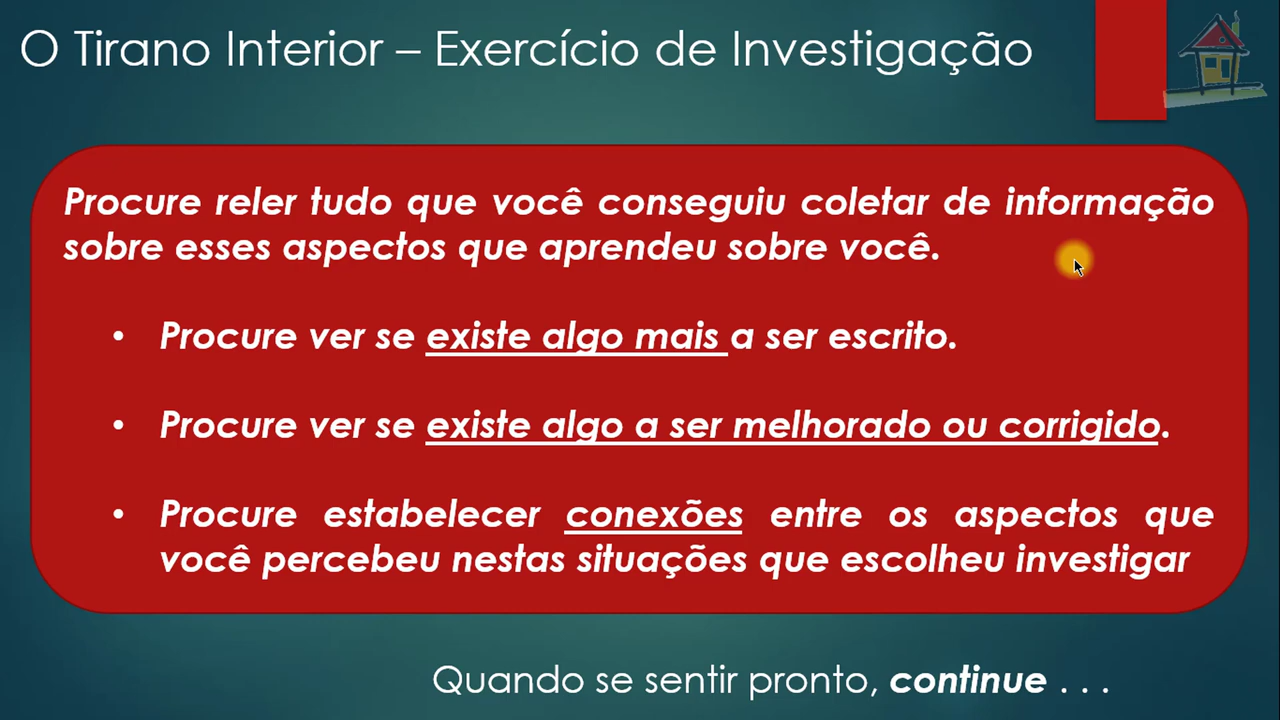 O Tirano Interior – Exercício de Investigação
Procure reler tudo que você conseguiu coletar de informação
sobre esses aspectos que aprendeu sobre você.
• Procure ver se existe algo mais a ser escrito.
• Procure ver se existe algo a ser melhorado ou corrigido.
• Procure estabelecer conexões entre os aspectos que
você percebeu nestas situações que escolheu investigar
Quando se sentir pronto, continue . . .